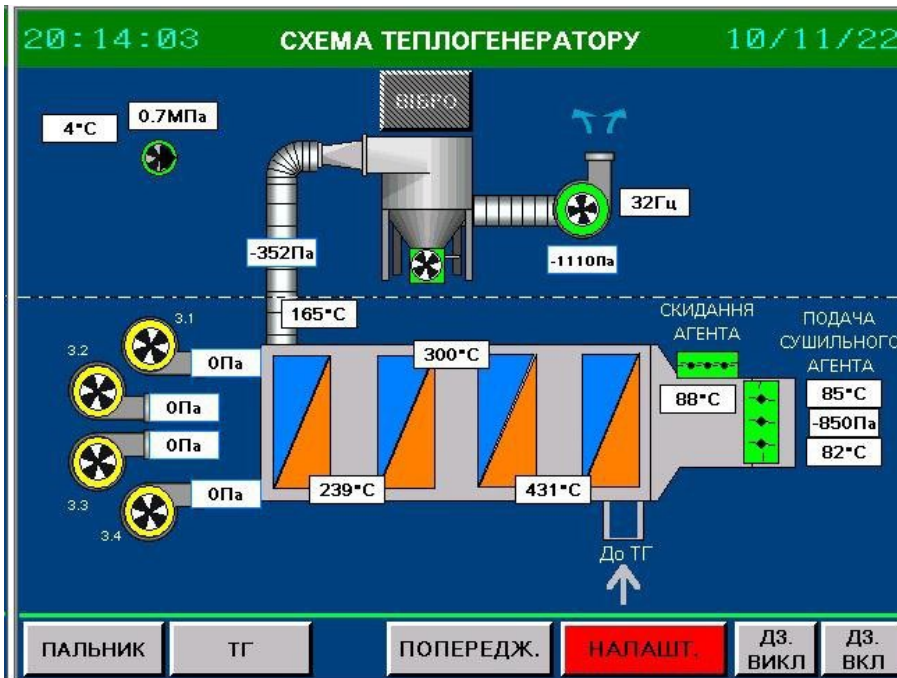 20:14:03 СХЕМА ТЕПЛОГЕНЕРАТОРУ 10/11/22
ВІБРО
4°C
0.7МПа
32Гц
-352Па
-1110Па
165°C
3.1
3.2
3.3
3.4
0Па
0Па
0Па
0Па
300°C
239°C
431°C
СКИДАННЯ
АГЕНТА
88°C
ПОДАЧА
СУШИЛЬНОГО
АГЕНТА
85°C
-850Па
82°C
До ТГ
ПАЛЬНИК
ТГ
ПОПЕРЕДЖ.
НАЛАШТ.
ДЗ.
ВИКЛ
ДЗ.
ВКЛ